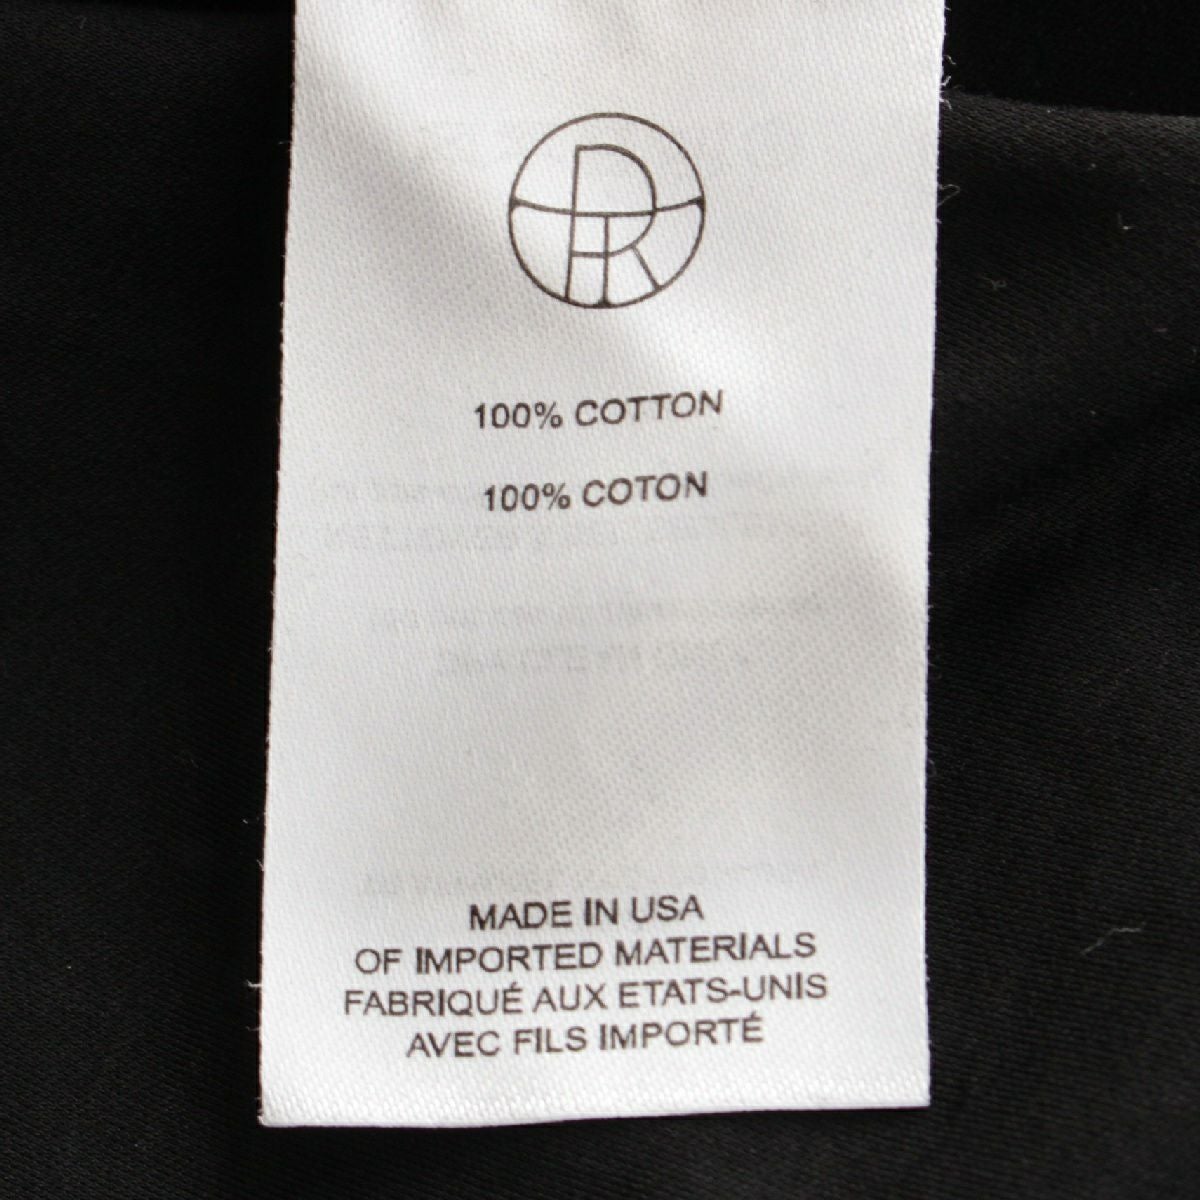 100% COTTON
100% COTON
MADE IN USA
OF IMPORTED MATERIALS
FABRIQUÉ AUX ETATS-UNIS
AVEC FILS IMPORTÉ